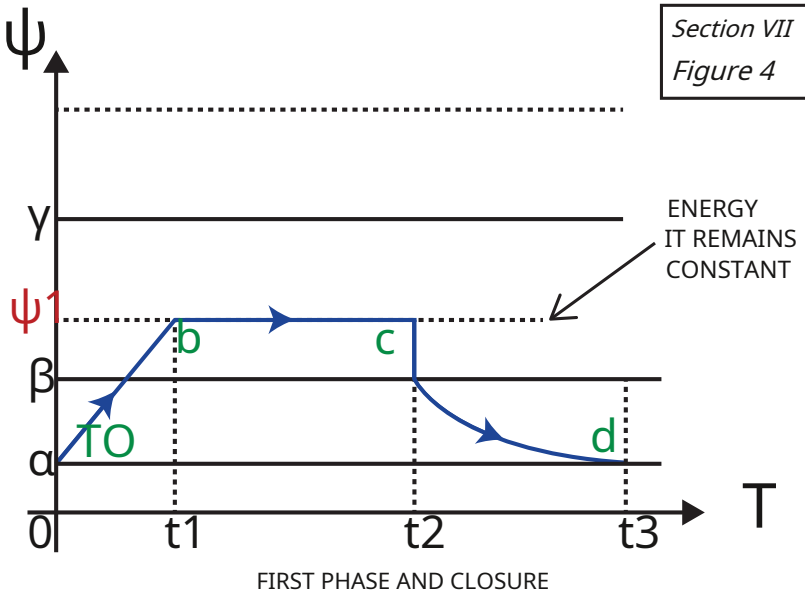 ψ
Section VII
Figure 4
γ
ENERGY
IT REMAINS
CONSTANT
ψ1
b
c
β
TO
d
α
0
t1
t2
t3
T
FIRST PHASE AND CLOSURE